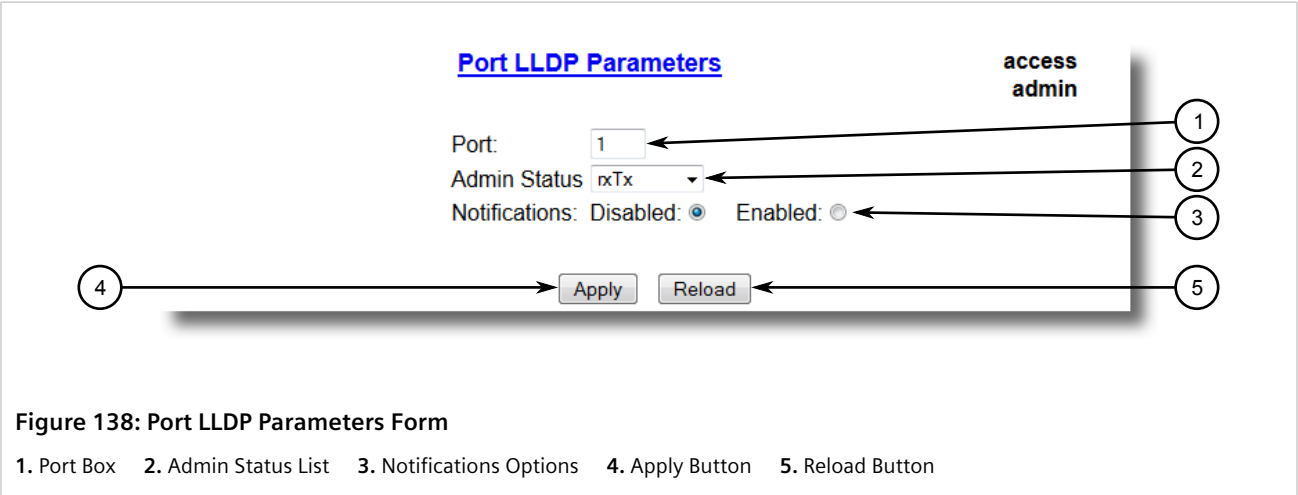 Port LLDP Parameters
access
admin
Port: 1
Admin Status rxTx
Notifications: Disabled: Enabled:
Apply Reload
1
2
3
4
5
Figure 138: Port LLDP Parameters Form
1. Port Box 2. Admin Status List 3. Notifications Options 4. Apply Button 5. Reload Button